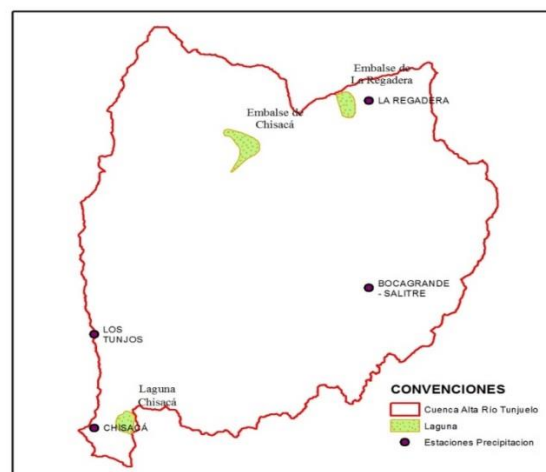 Embalse de
La Regadera
LA REGADERA
Embalse de
Chisacá
BOCAGRANDE
- SALITRE
LOS
TUNJOS
Laguna
Chisacá
CHISACÁ
CONVENCIONES
Cuenca Alta Río Tunjuelo
Laguna
Estaciones Precipitacion